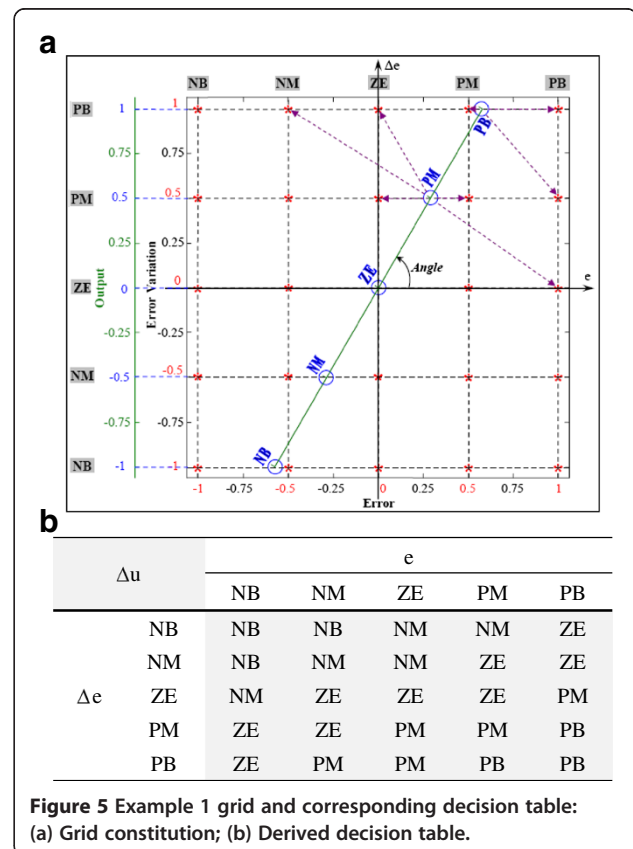 a
Δe
NB NM ZE PM PB
PB 1 1 PB
0.75 0.75
PM 0.5 0.5 PM
0.25 0.25
Angle
ZE 0 0 ZE e
Output
Error Variation
-0.25 -0.25
NM -0.5 -0.5 NM
-0.75 -0.75
NB -1 -1 NB
-1 -0.75 -0.5 -0.25 0 0.25 0.5 0.75 1
Error
b
Δu e
NB NM ZE PM PB
NB NB NB NM NM ZE
NM NB NM NM ZE ZE
Δe ZE NM ZE ZE ZE PM
PM ZE ZE PM PM PB
PB ZE PM PM PB PB
Figure 5 Example 1 grid and corresponding decision table:
(a) Grid constitution; (b) Derived decision table.